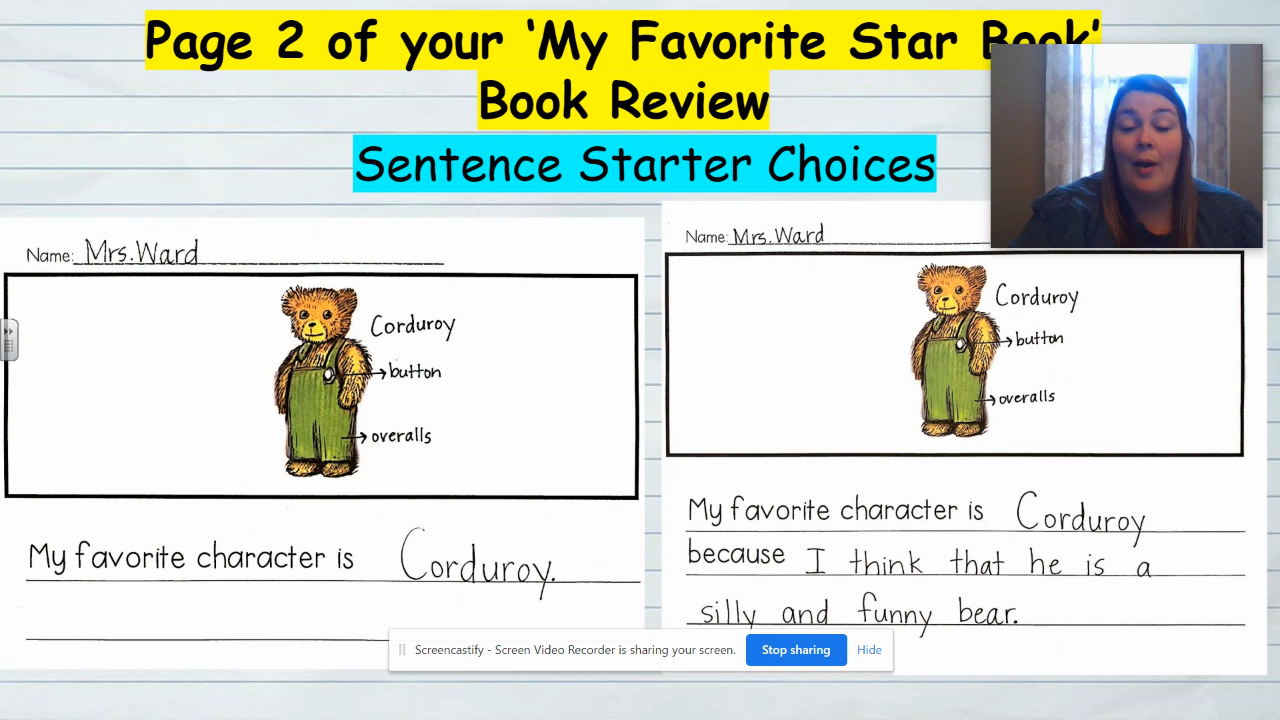 Page 2 of your ‘My Favorite Star Book’
Book Review
Sentence Starter Choices
Name: Mrs. Ward
Corduroy
button
overalls
My favorite character is Corduroy.
Name: Mrs. Ward
Corduroy
button
overalls
My favorite character is Corduroy
because I think that he is a
silly and funny bear.
Screencastify - Screen Video Recorder is sharing your screen.
Stop sharing
Hide